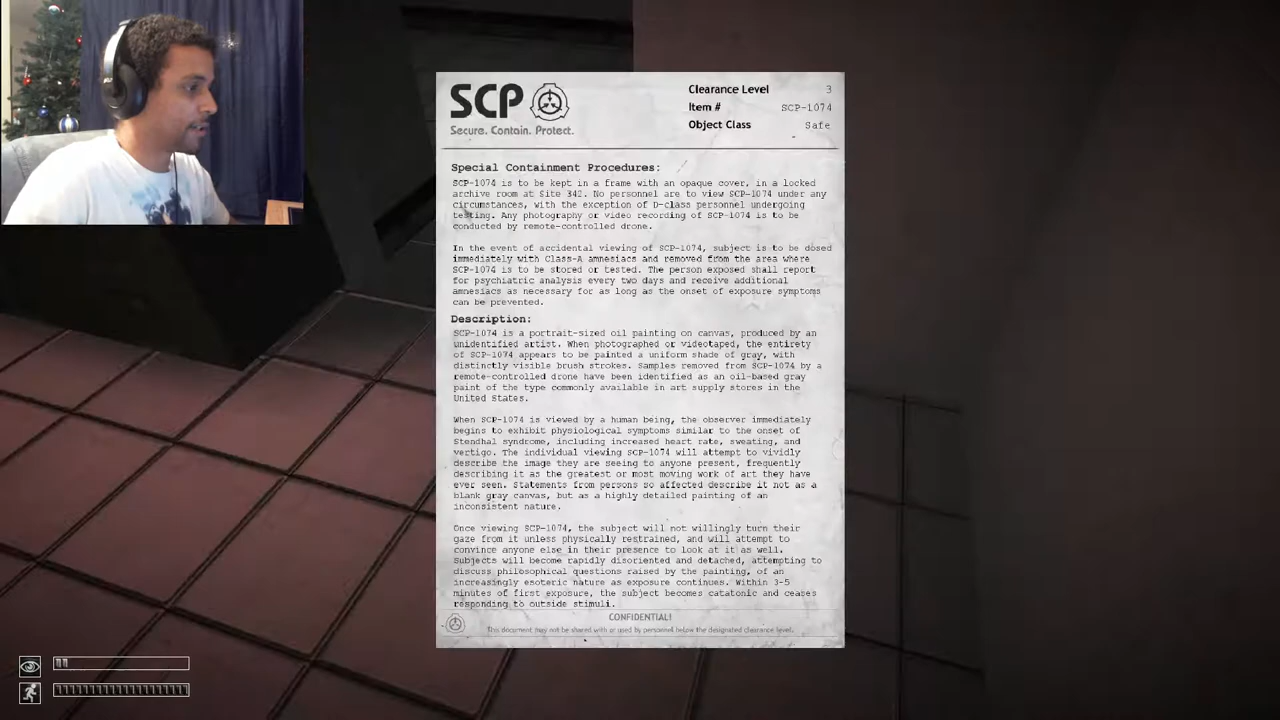 SCP
Secure. Contain. Protect.
Clearance Level 3
Item # SCP-1074
Object Class Safe
Special Containment Procedures:
SCP-1074 is to be kept in a frame with an opaque cover, in a locked
archive room at Site 342. No personnel are to view SCP-1074 under any
circumstances, with the exception of D-class personnel undergoing
testing. Any photography or video recording of SCP-1074 is to be
conducted by remote-controlled drone.
In the event of accidental viewing of SCP-1074, subject is to be dosed
immediately with Class-A amnesiacs and removed from the area where
SCP-1074 is to be stored or tested. The person exposed shall report
for psychiatric analysis every two days and receive additional
amnesiacs as necessary for as long as the onset of exposure symptoms
can be prevented.
Description:
SCP-1074 is a portrait-sized oil painting on canvas, produced by an
unidentified artist. When photographed or videotaped, the entirety
of SCP-1074 appears to be painted a uniform shade of gray, with
distinctly visible brush strokes. Samples removed from SCP-1074 by a
remote-controlled drone have been identified as an oil-based gray
paint of the type commonly available in art supply stores in the
United States.
When SCP-1074 is viewed by a human being, the observer immediately
begins to exhibit physiological symptoms similar to the onset of
Stendhal syndrome, including increased heart rate, sweating, and
vertigo. The individual viewing SCP-1074 will attempt to vividly
describe the image they are seeing to anyone present, frequently
describing it as the greatest or most moving work of art they have
ever seen. Statements from persons so affected describe it not as a
blank gray canvas, but as a highly detailed painting of an
inconsistent nature.
Once viewing SCP-1074, the subject will not willingly turn their
gaze from it unless physically restrained, and will attempt to
convince anyone else in their presence to look at it as well.
Subjects will become rapidly disoriented and detached, attempting to
discuss philosophical questions raised by the painting, of an
increasingly esoteric nature as exposure continues. Within 3-5
minutes of first exposure, the subject becomes catatonic and ceases
responding to outside stimuli.
CONFIDENTIAL!
This document may not be shared with or used by personnel below the designated clearance level.